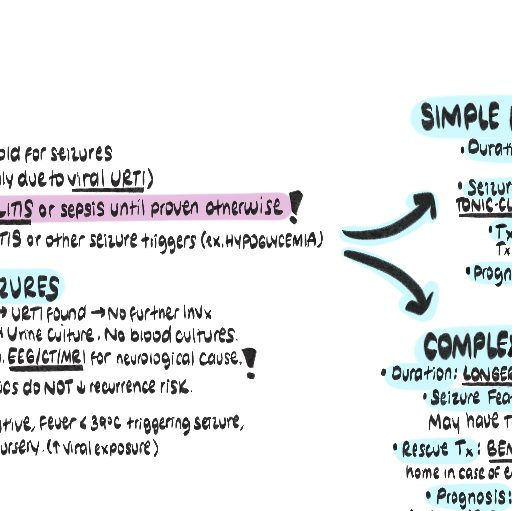 old for seizures
ly due to viral URTI)
LITIS or sepsis until proven otherwise!
TIS or other seizure triggers (ex. HYPOGLYCEMIA)
ZURES
→ URTI found → No further Invx
Urine culture, No blood cultures.
EEG/CT/MRI for neurological cause.!
ics do NOT ↓ recurrence risk.
tive, Fever < 39°C triggering seizure,
ursery. (↑ viral exposure)
SIMPLE
• Durati
• Seizur
TONIC-CL
• Tx
Tx
• Progn
COMPLEX
• Duration: LONGER
• Seizure Fea
May have T
• Rescue Tx: BEN
home in case of e
• Prognosis: